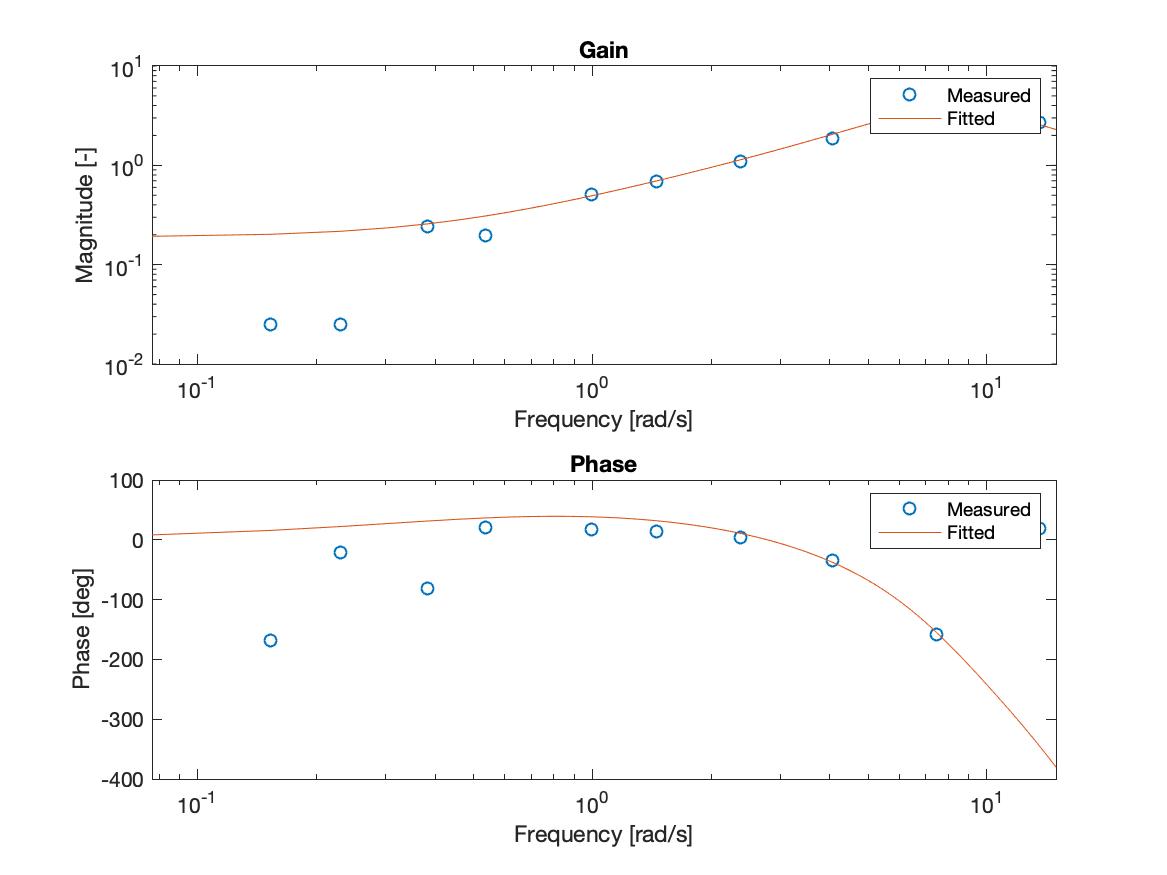 Gain
10^1
10^0
10^-1
10^-2
Magnitude [-]
Measured
Fitted
10^-1
10^0
10^1
Frequency [rad/s]
Phase
100
0
-100
-200
-300
-400
Phase [deg]
Measured
Fitted
10^-1
10^0
10^1
Frequency [rad/s]